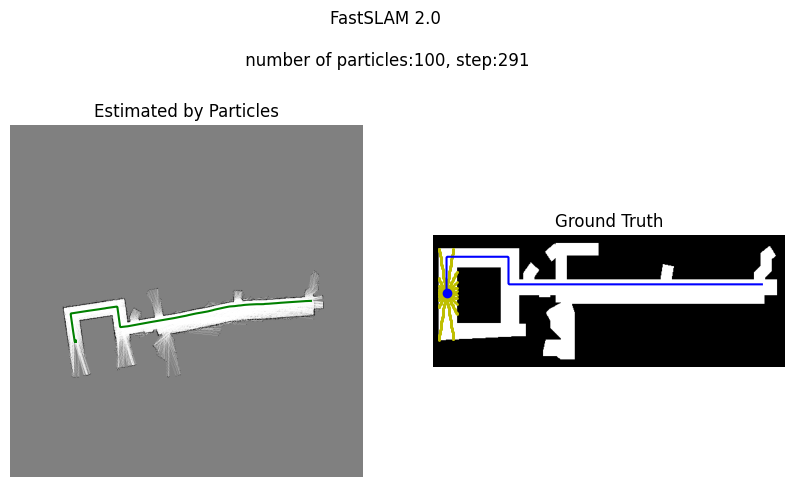 FastSLAM 2.0
number of particles:100, step:291
Estimated by Particles
Ground Truth